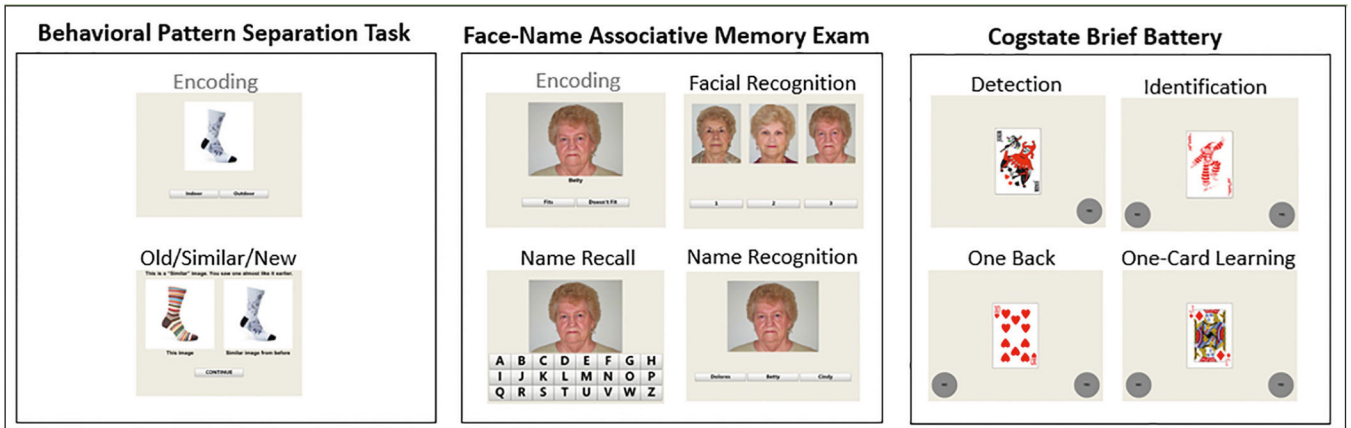 Behavioral Pattern Separation Task
Encoding
Indoor Outdoor
Old/Similar/New
This is a "Similar" image. You saw one almost like it earlier.
This image Similar image from before
CONTINUE
Face-Name Associative Memory Exam
Encoding
Betty
Fits Doesn't Fit
Facial Recognition
1 2 3
Name Recall
A B C D E F G H
I J K L M N O P
Q R S T U V W Z
Name Recognition
Dolores Betty Cindy
Cogstate Brief Battery
Detection
Identification
One Back
One-Card Learning